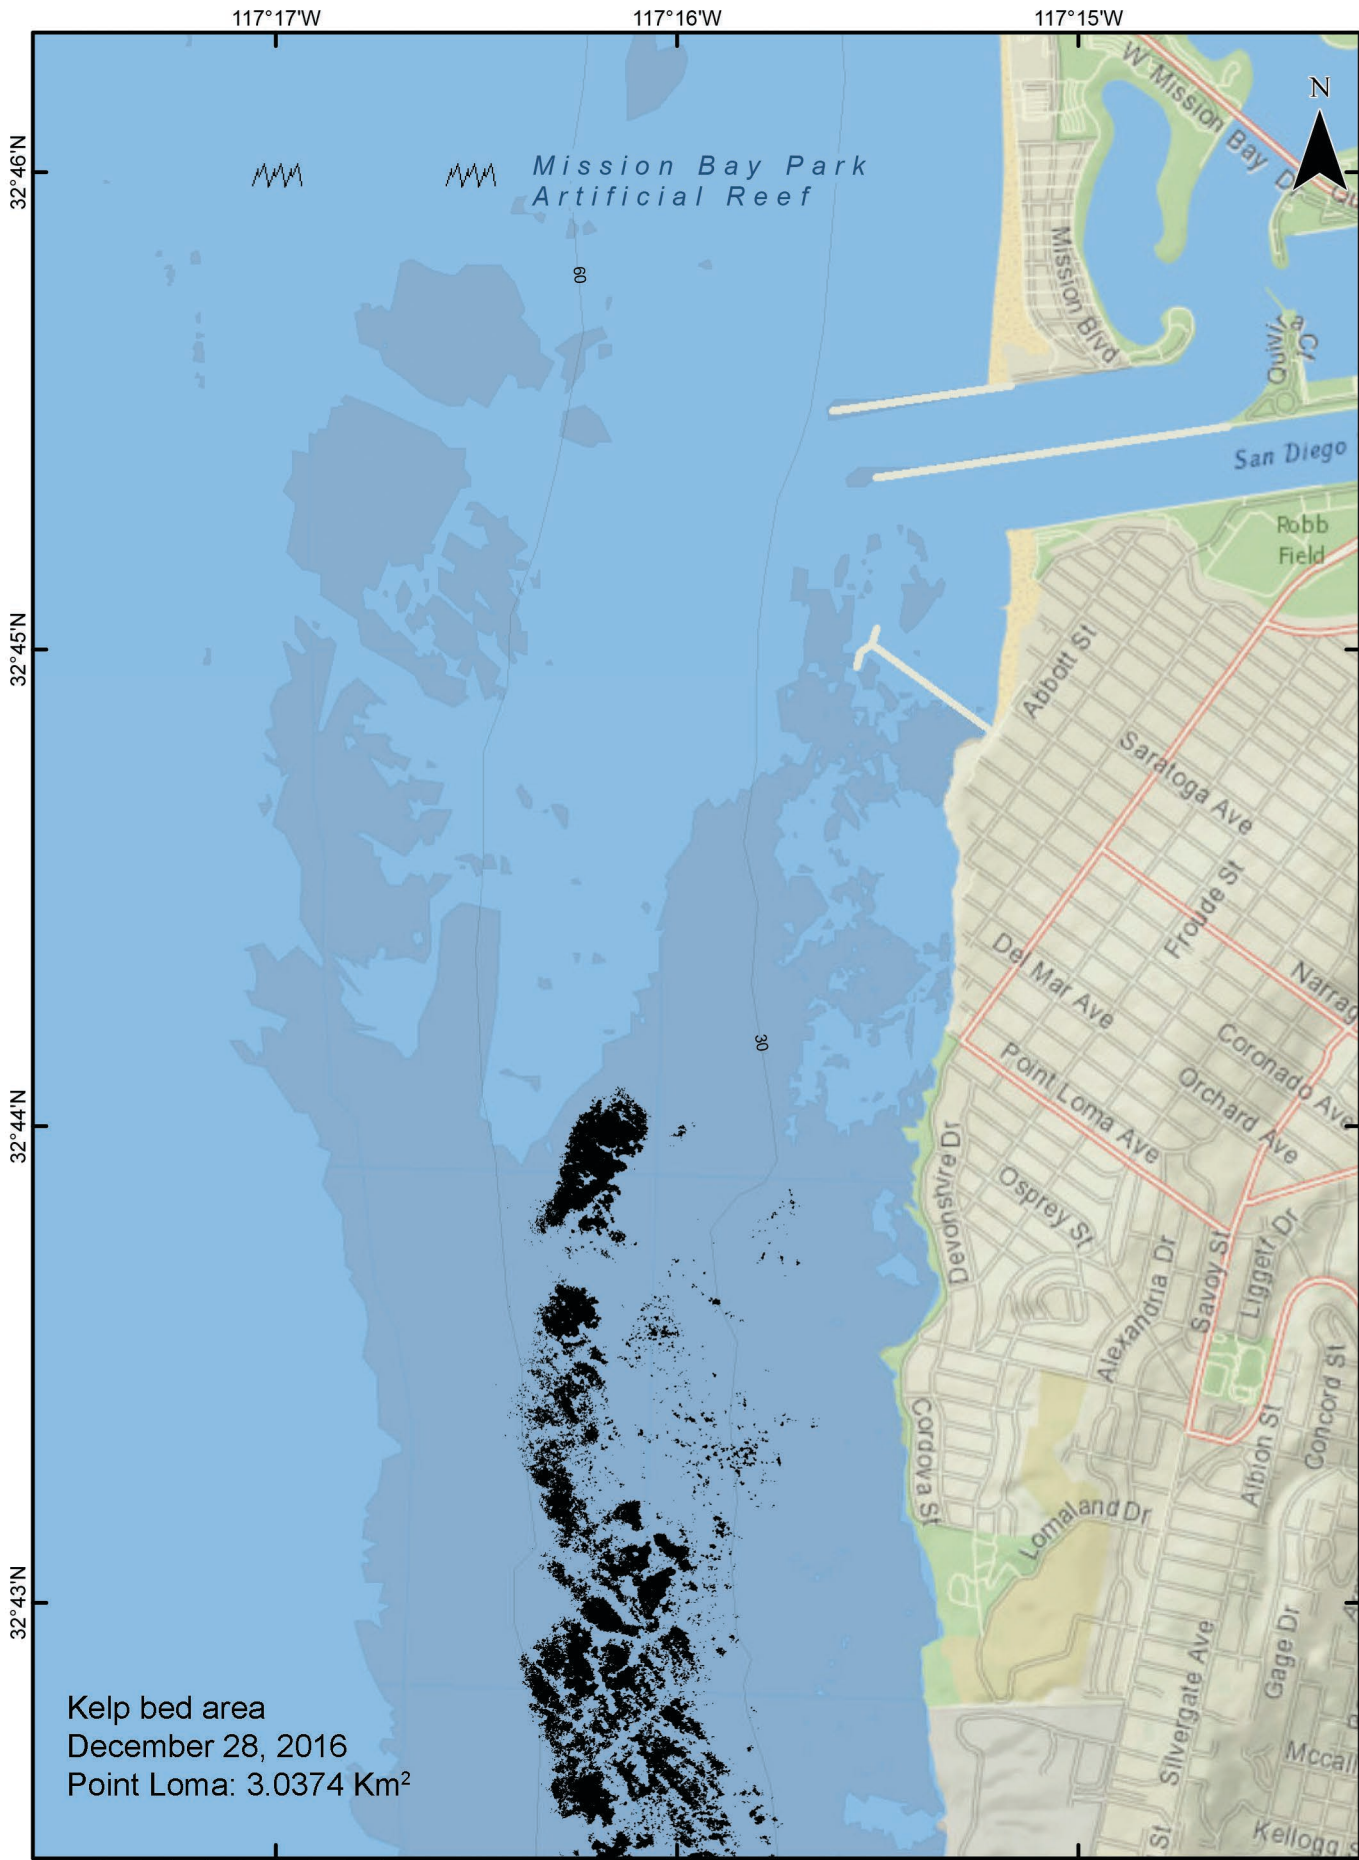 117°17'W
117°16'W
117°15'W
32°46'N
32°45'N
32°44'N
32°43'N
N
W Mission Bay Dr
Mission Bay Park
Artificial Reef
Mission Blvd
Quivira Ct
60
San Diego
Robb
Field
Abbott St
Saratoga Ave
Froude St
Del Mar Ave
Narrag
30
Coronado Ave
Point Loma Ave
Orchard Ave
Devonshire Dr
Osprey St
Alexandria Dr
Savoy St
Liggett Dr
Cordova St
Albion St
Concord St
Lomaland Dr
Silvergate Ave
Gage Dr
Mccall
St
Kellogg
Kelp bed area
December 28, 2016
Point Loma: 3.0374 Km²